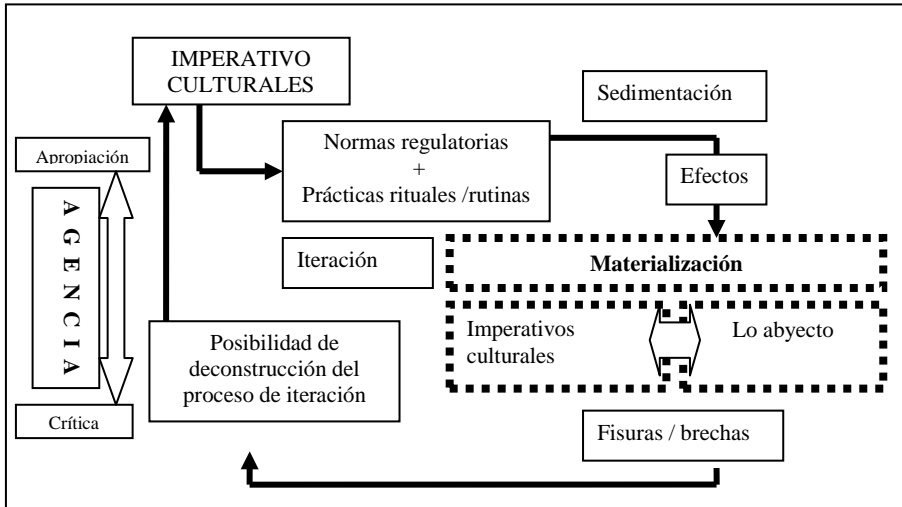 IMPERATIVO
CULTURALES
Sedimentación
Normas regulatorias
+
Prácticas rituales /rutinas
Apropiación
Efectos
A G E N C I A
Iteración
Materialización
Imperativos
culturales
Lo abyecto
Posibilidad de
deconstrucción del
proceso de iteración
Crítica
Fisuras / brechas